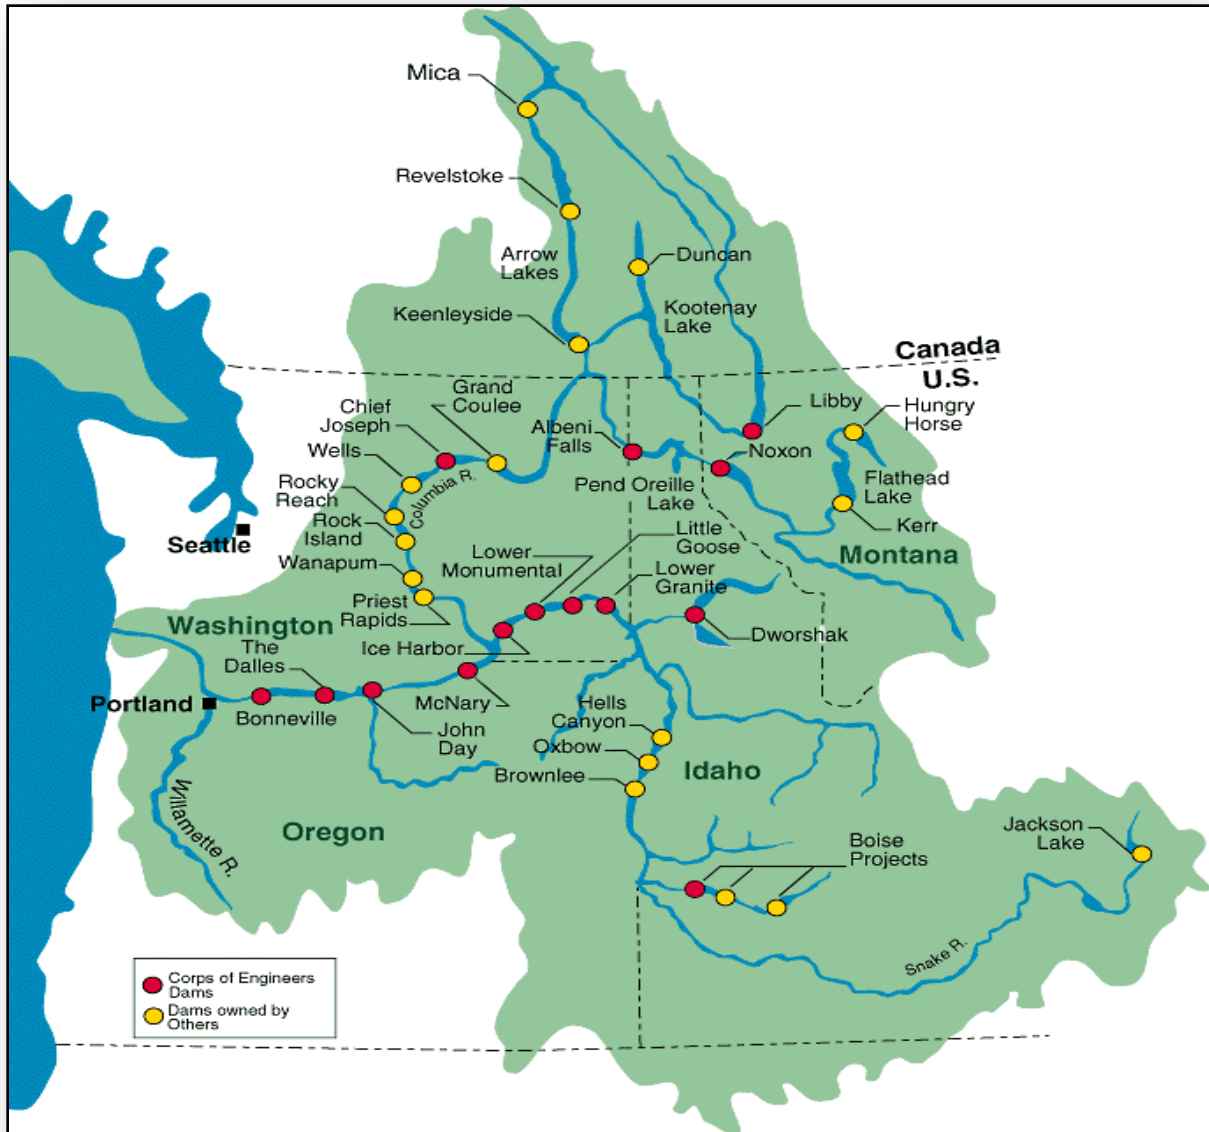 Mica
Revelstoke
Arrow
Lakes
Duncan
Keenleyside
Kootenay
Lake
Canada
U.S.
Grand
Coulee
Chief
Joseph
Albeni
Falls
Libby
Hungry
Horse
Wells
Noxon
Rocky
Reach
Columbia R.
Pend Oreille
Lake
Flathead
Lake
Rock
Island
Kerr
Seattle
Little
Goose
Lower
Monumental
Montana
Wanapum
Lower
Granite
Priest
Rapids
Washington
Ice Harbor
Dworshak
The
Dalles
Portland
Bonneville
McNary
Hells
Canyon
John
Day
Oxbow
Brownlee
Idaho
Willamette R.
Oregon
Boise
Projects
Jackson
Lake
Snake R.
Corps of Engineers
Dams
Dams owned by
Others